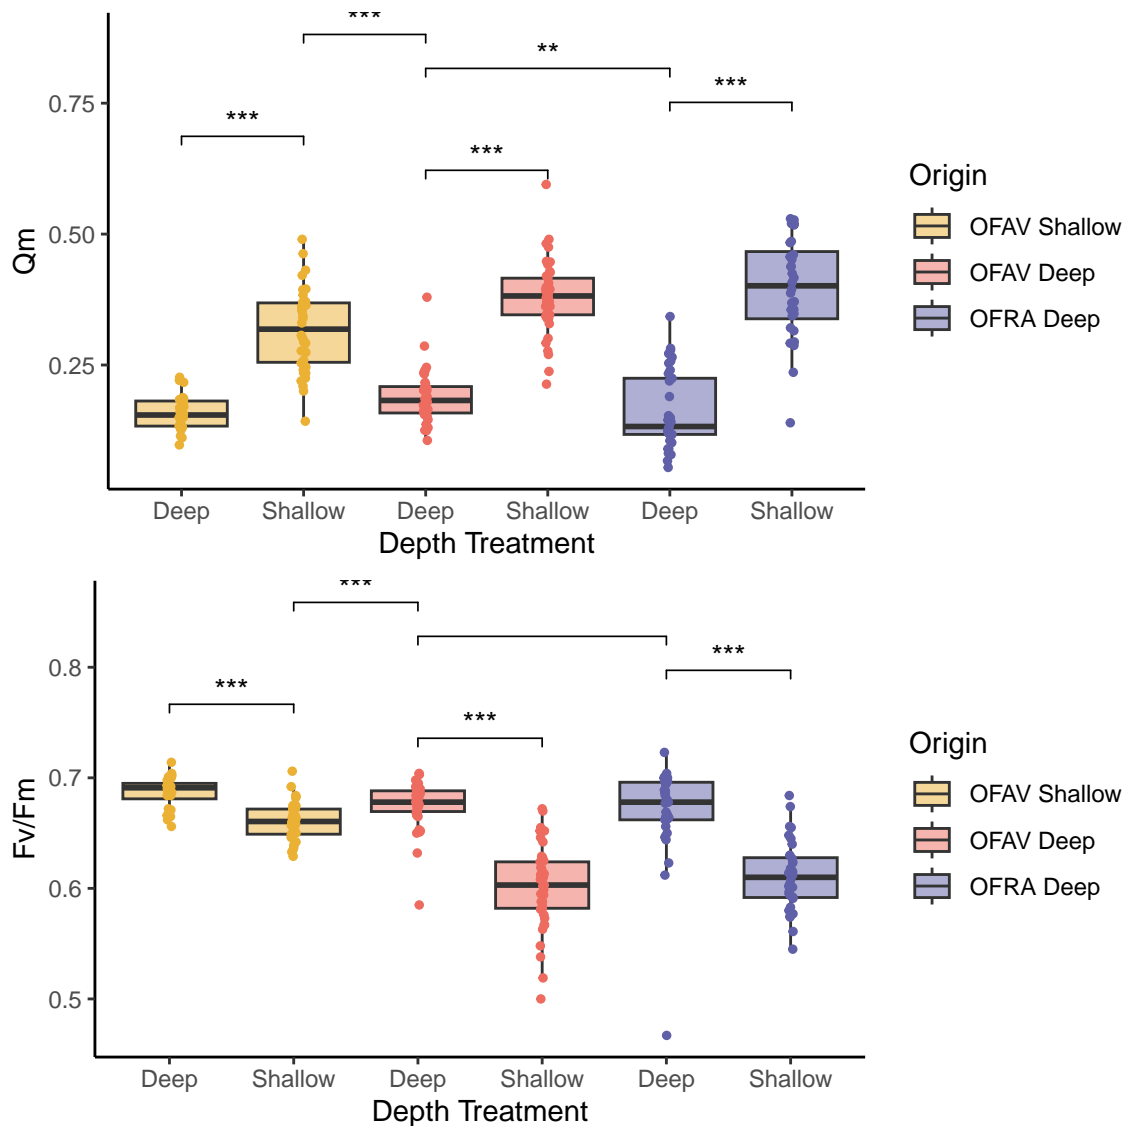 ***
**
***
***
***
0.75
0.50
0.25
Qm
Deep
Shallow
Deep
Shallow
Deep
Shallow
Depth Treatment
Origin
OFAV Shallow
OFAV Deep
OFRA Deep
***
***
***
***
0.8
0.7
0.6
0.5
Fv/Fm
Deep
Shallow
Deep
Shallow
Deep
Shallow
Depth Treatment
Origin
OFAV Shallow
OFAV Deep
OFRA Deep